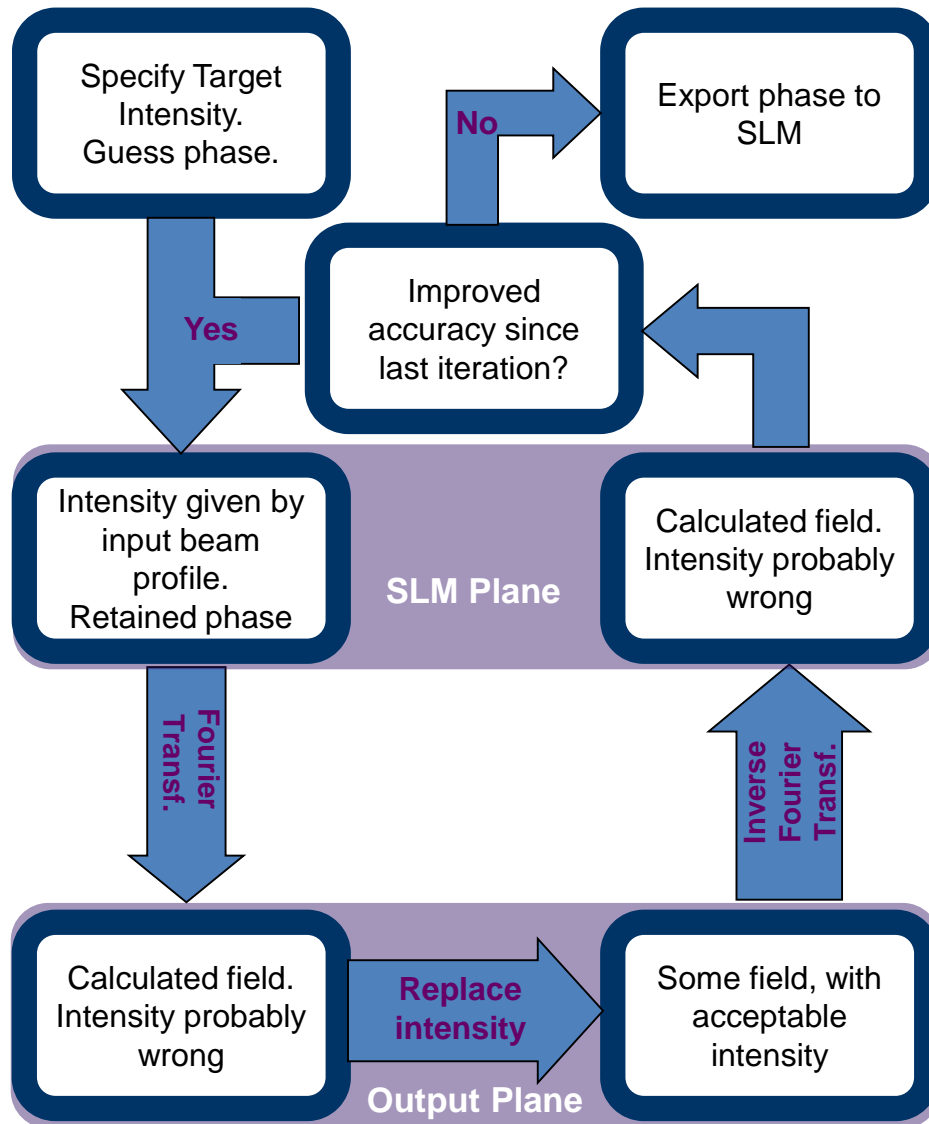 Specify Target
Intensity.
Guess phase.
No
Export phase to
SLM
Improved
accuracy since
last iteration?
Yes
Intensity given by
input beam
profile.
Retained phase
SLM Plane
Calculated field.
Intensity probably
wrong
Fourier
Transf.
Inverse
Fourier
Transf.
Calculated field.
Intensity probably
wrong
Replace
intensity
Some field, with
acceptable
intensity
Output Plane